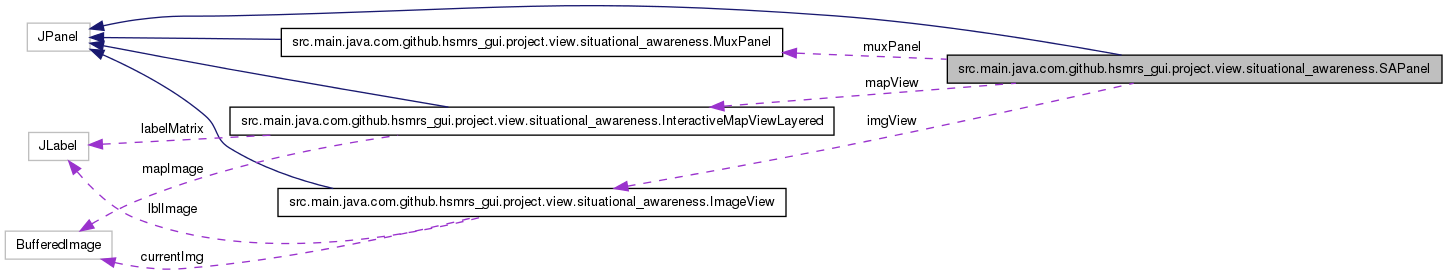 JPanel
src.main.java.com.github.hsmrs_gui.project.view.situational_awareness.MuxPanel
muxPanel
src.main.java.com.github.hsmrs_gui.project.view.situational_awareness.SAPanel
mapView
src.main.java.com.github.hsmrs_gui.project.view.situational_awareness.InteractiveMapViewLayered
imgView
labelMatrix
JLabel
mapImage
src.main.java.com.github.hsmrs_gui.project.view.situational_awareness.ImageView
lblImage
BufferedImage
currentImg